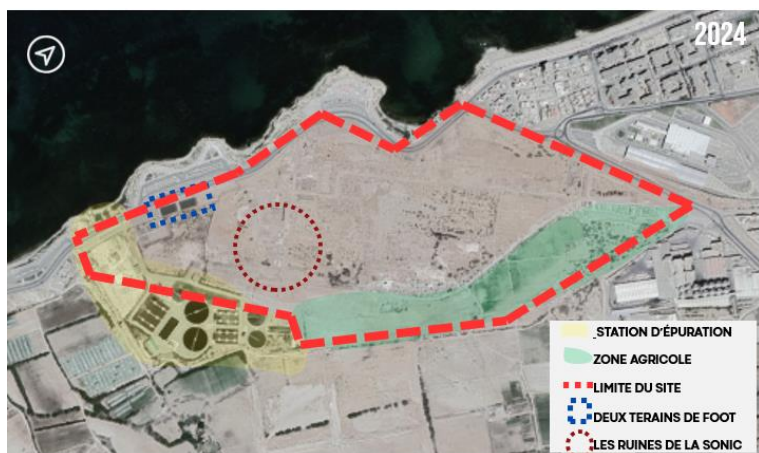 2024
STATION D'ÉPURATION
ZONE AGRICOLE
LIMITE DU SITE
DEUX TERAINS DE FOOT
LES RUINES DE LA SONIC